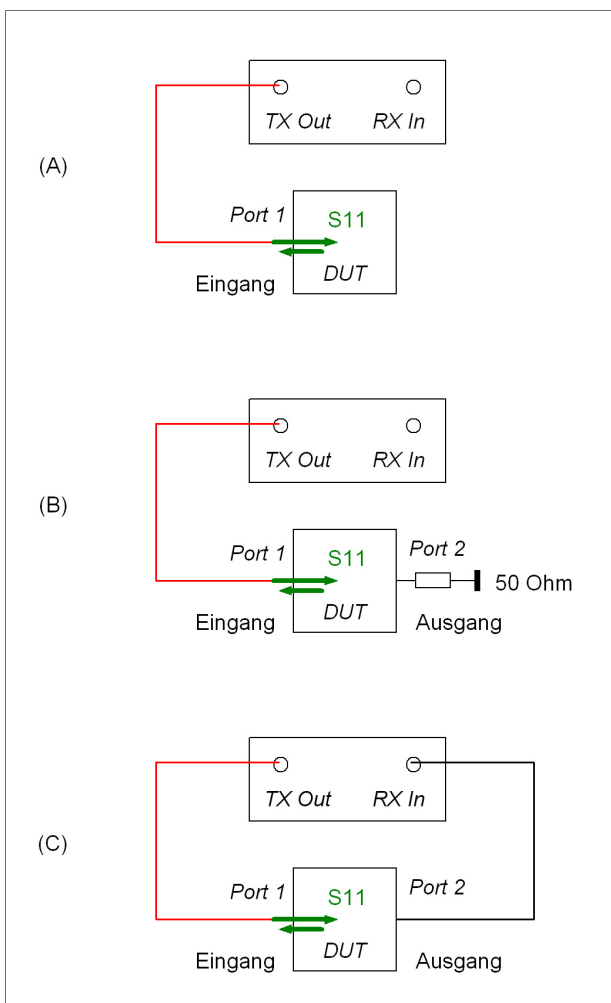 TX Out RX In
(A)
Port 1 S11
Eingang DUT
TX Out RX In
(B)
Port 1 S11 Port 2
50 Ohm
Eingang DUT Ausgang
TX Out RX In
(C)
Port 1 S11 Port 2
Eingang DUT Ausgang